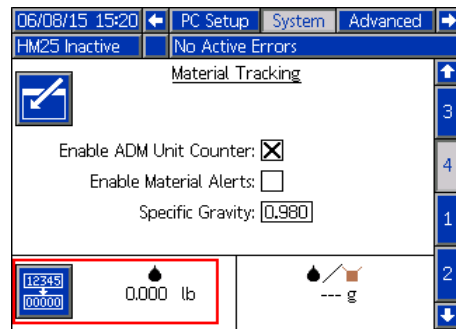 06/08/15 15:20 PC Setup System Advanced
HM25 Inactive No Active Errors
Material Tracking
3
Enable ADM Unit Counter:
4
Enable Material Alerts:
Specific Gravity: 0.980
1
12345
00000
0.000 lb
--- g
2